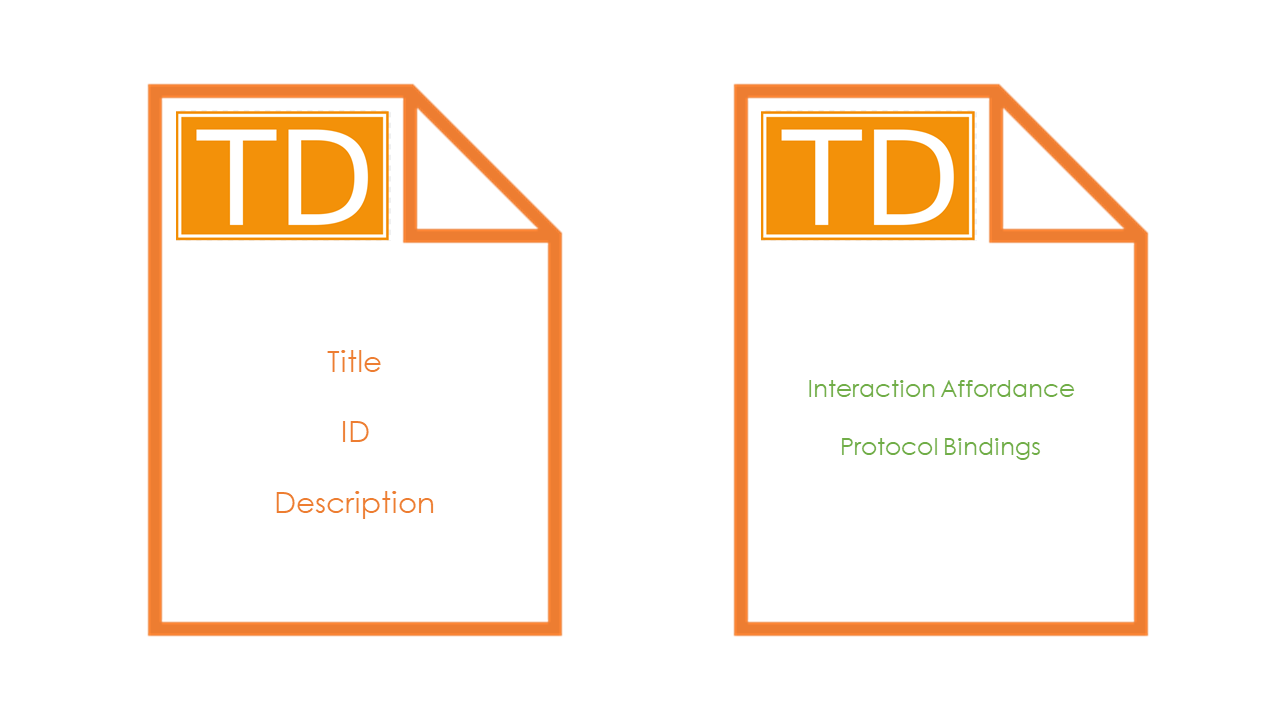 TD
Title
ID
Description
TD
Interaction Affordance
Protocol Bindings